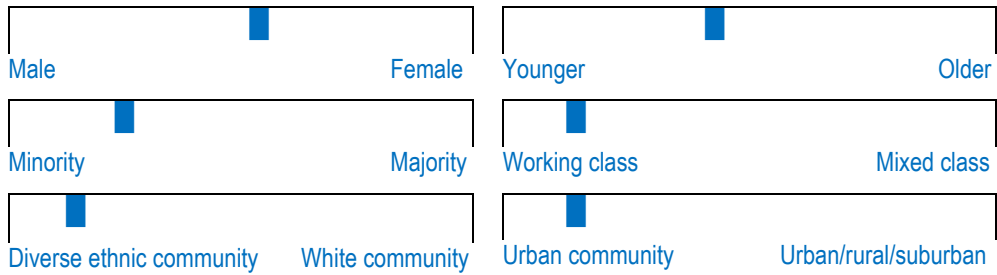 Male Female Younger Older
Minority Majority Working class Mixed class
Diverse ethnic community White community Urban community Urban/rural/suburban